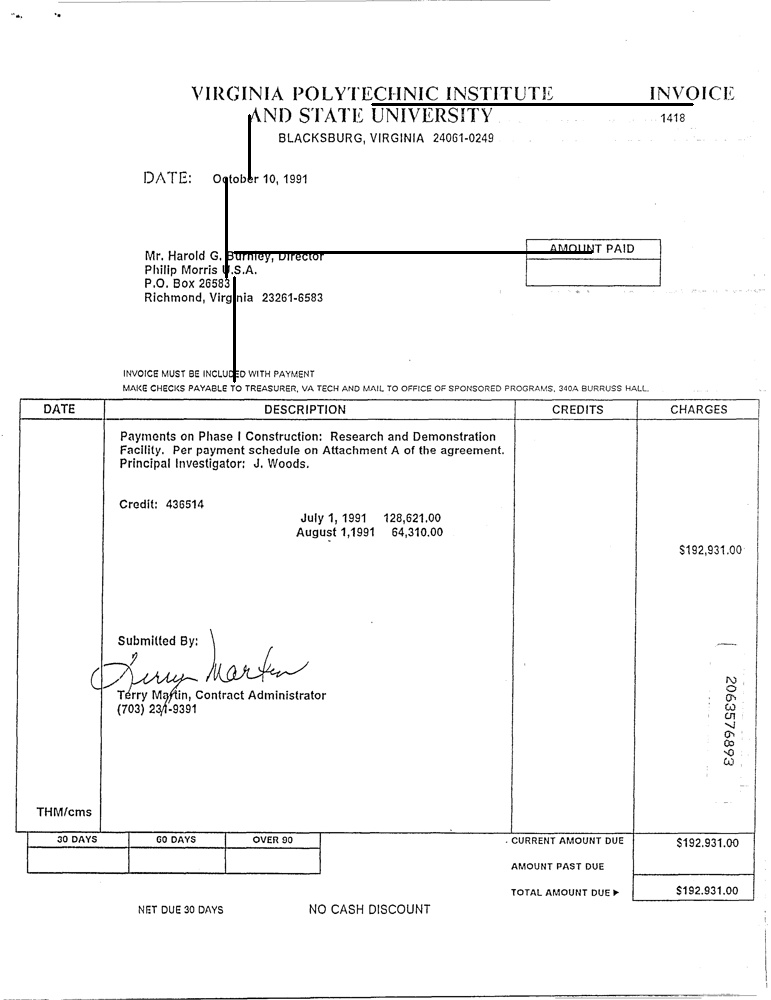 VIRGINIA POLYTECHNIC INSTITUTE INVOICE
AND STATE UNIVERSITY 1418
BLACKSBURG, VIRGINIA 24061-0249
DATE: October 10, 1991
AMOUNT PAID
Mr. Harold G. Burnley, Director
Philip Morris U.S.A.
P.O. Box 26583
Richmond, Virginia 23261-6583
INVOICE MUST BE INCLUDED WITH PAYMENT
MAKE CHECKS PAYABLE TO TREASURER, VA TECH AND MAIL TO OFFICE OF SPONSORED PROGRAMS, 340A BURRUSS HALL.
DATE DESCRIPTION CREDITS CHARGES
Payments on Phase I Construction: Research and Demonstration
Facility. Per payment schedule on Attachment A of the agreement.
Principal Investigator: J. Woods.
Credit: 436514
July 1, 1991 128,621.00
August 1,1991 64,310.00
$192,931.00
Submitted By:
Terry Martin
Terry Martin, Contract Administrator
(703) 231-9391
2063576893
THM/cms
30 DAYS 60 DAYS OVER 90 CURRENT AMOUNT DUE $192.931.00
AMOUNT PAST DUE
TOTAL AMOUNT DUE ▶ $192.931.00
NET DUE 30 DAYS NO CASH DISCOUNT